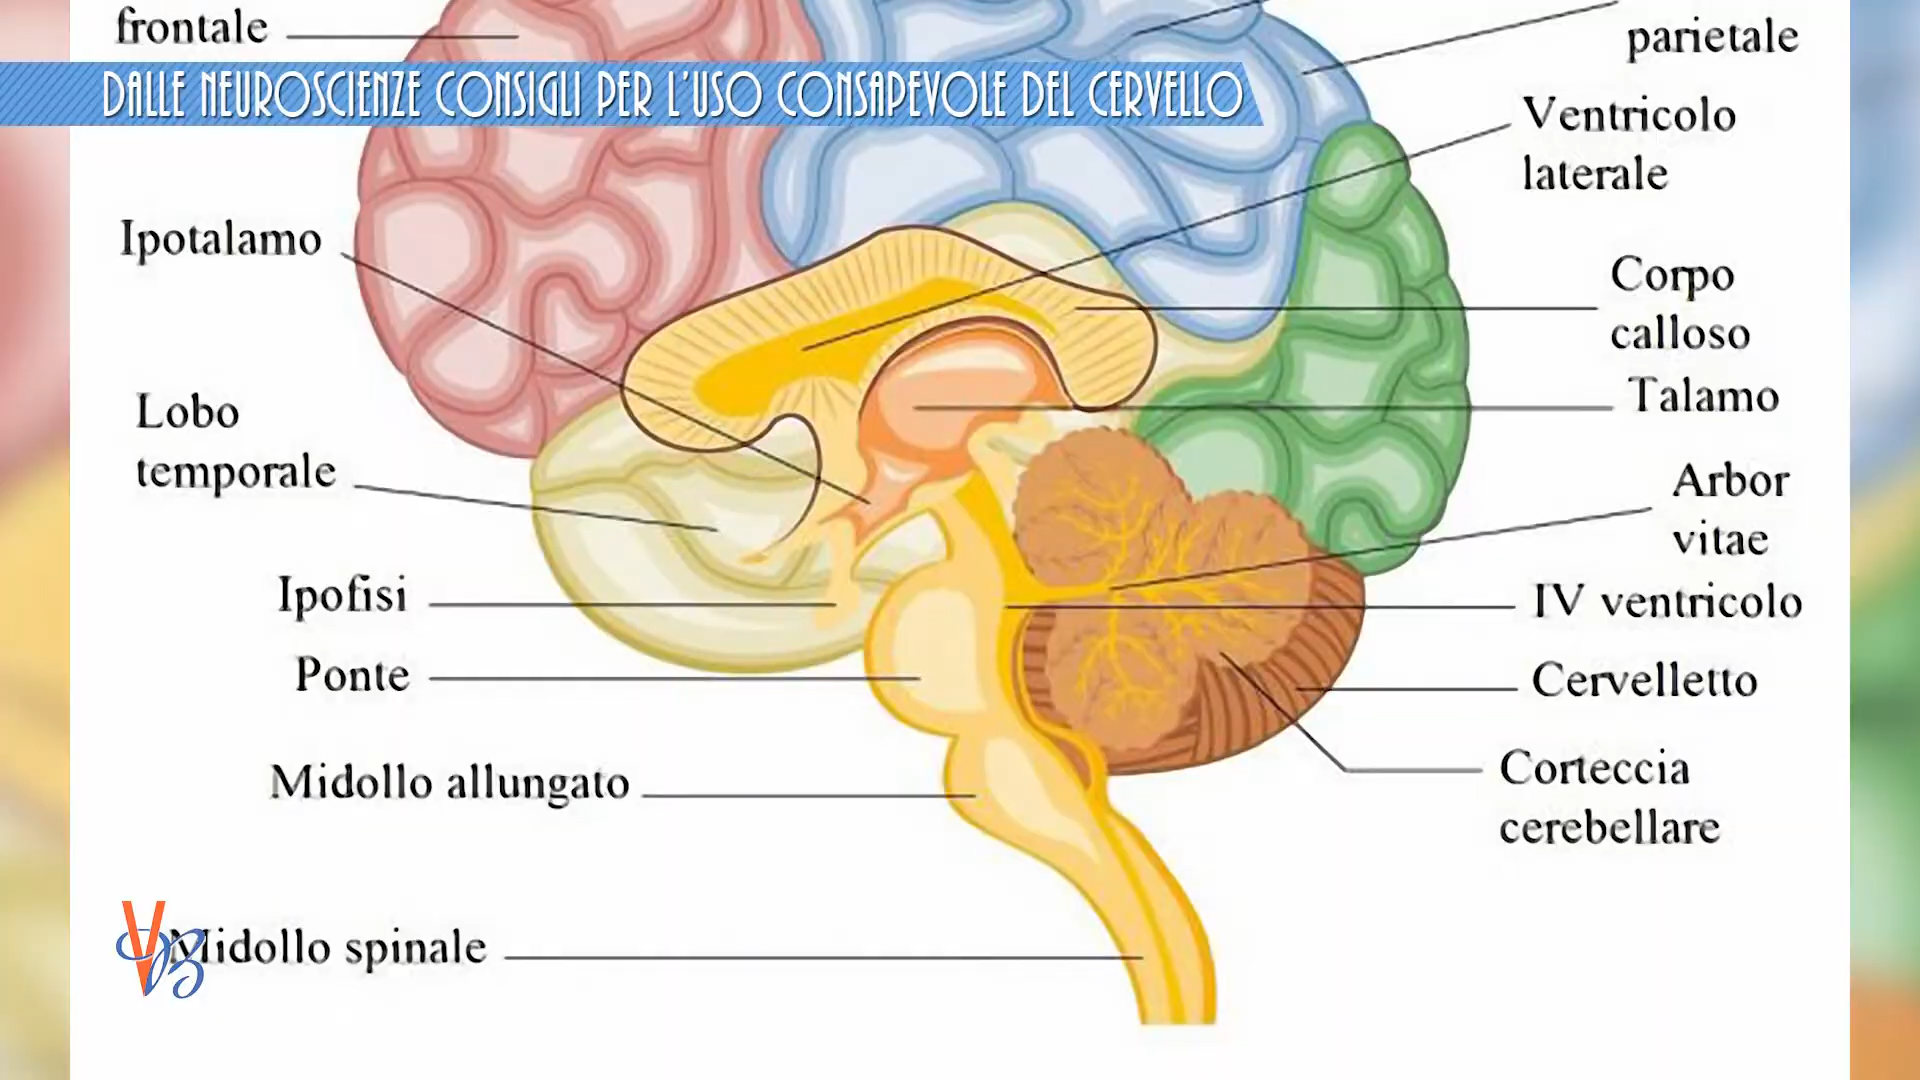 frontale
parietale
DALLE NEUROSCIENZE CONSIGLI PER L'USO CONSAPEVOLE DEL CERVELLO
Ventricolo
laterale
Ipotalamo
Corpo
calloso
Talamo
Lobo
temporale
Arbor
vitae
Ipofisi
IV ventricolo
Ponte
Cervelletto
Midollo allungato
Corteccia
cerebellare
VB
Midollo spinale